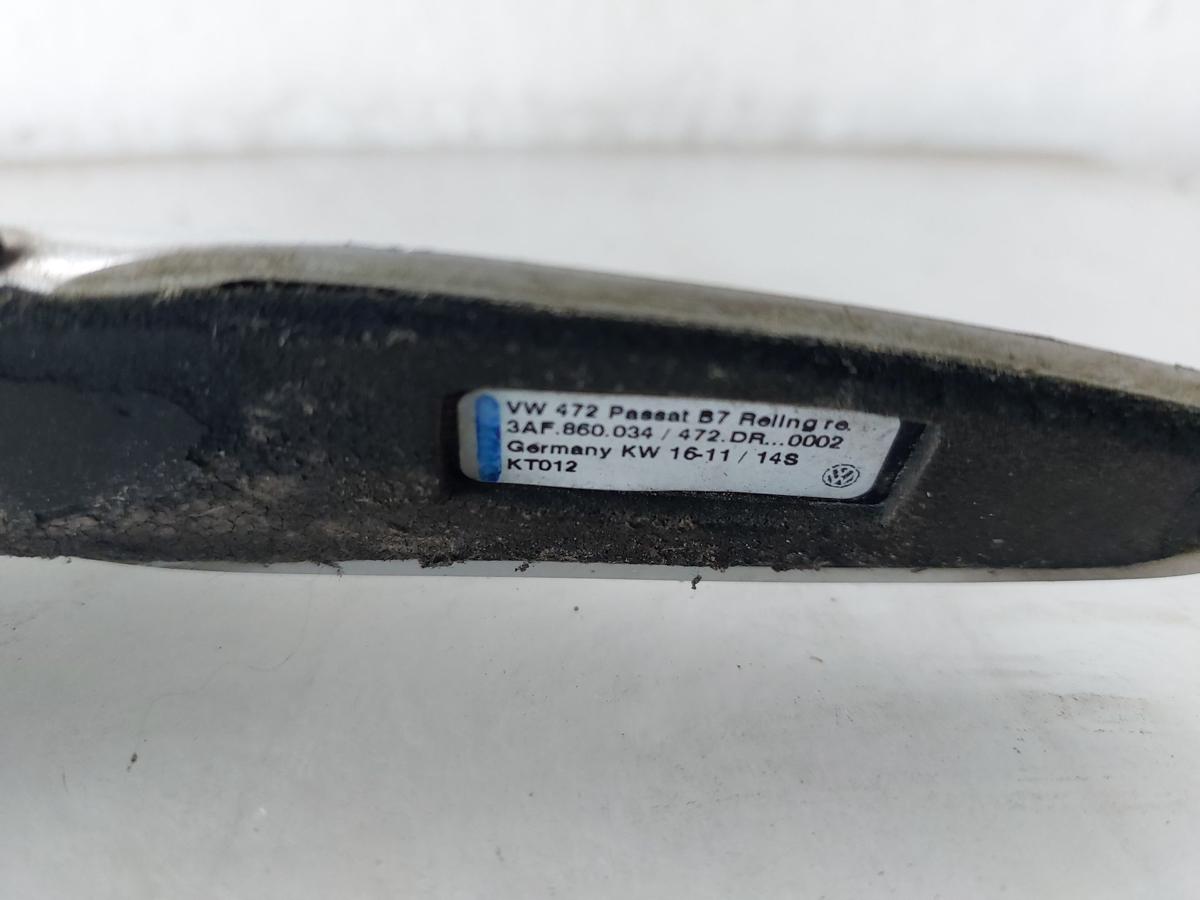 VW 472 Passat B7 Reling re.
3AF.860.034 / 472.DR...0002
Germany KW 16-11 / 14S
KT012